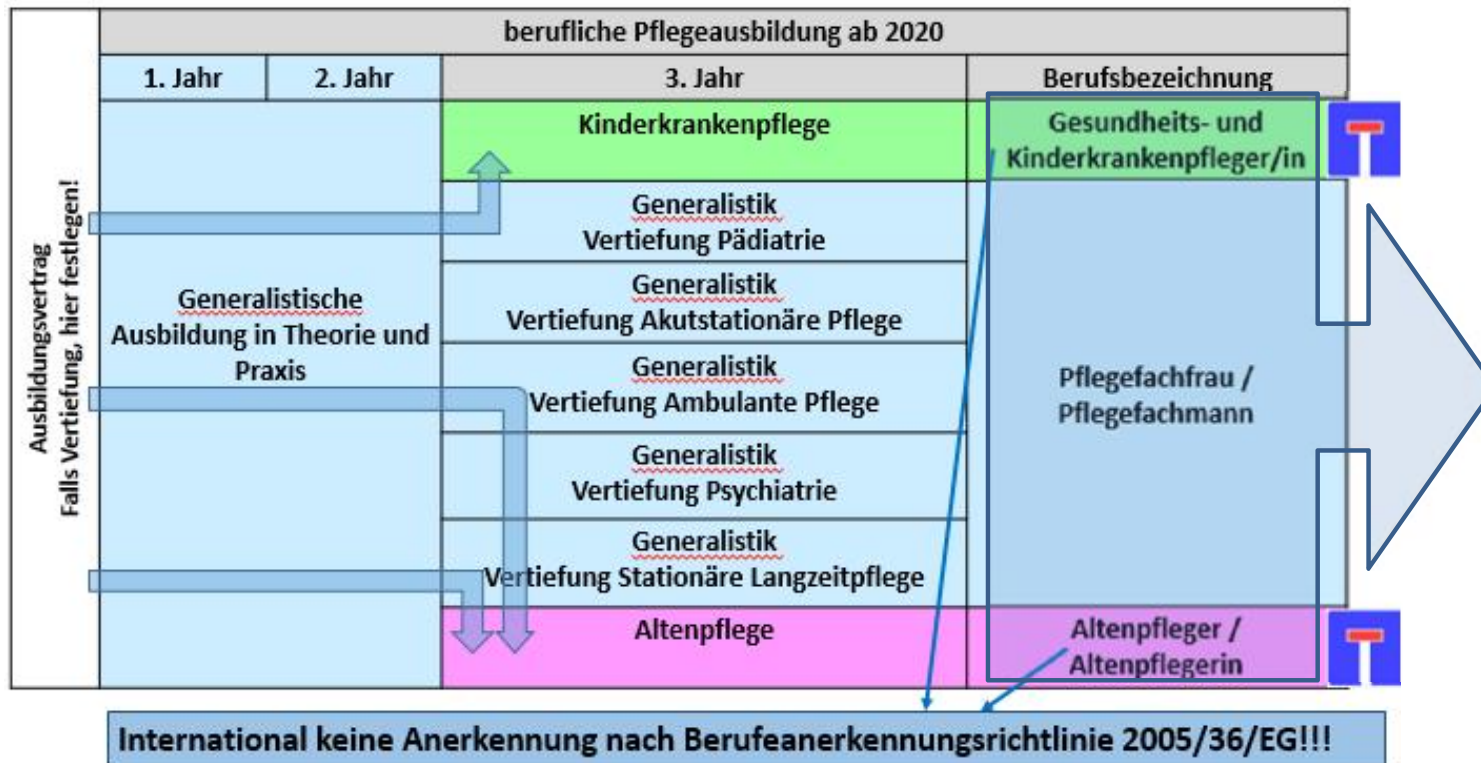 berufliche Pflegeausbildung ab 2020
1. Jahr
2. Jahr
3. Jahr
Berufsbezeichnung
Ausbildungsvertrag
Falls Vertiefung, hier festlegen!
Generalistische
Ausbildung in Theorie und
Praxis
Kinderkrankenpflege
Gesundheits- und
Kinderkrankenpfleger/in
Generalistik
Vertiefung Pädiatrie
Generalistik
Vertiefung Akutstationäre Pflege
Generalistik
Vertiefung Ambulante Pflege
Generalistik
Vertiefung Psychiatrie
Generalistik
Vertiefung Stationäre Langzeitpflege
Pflegefachfrau /
Pflegefachmann
Altenpflege
Altenpfleger /
Altenpflegerin
International keine Anerkennung nach Berufeanerkennungsrichtlinie 2005/36/EG!!!